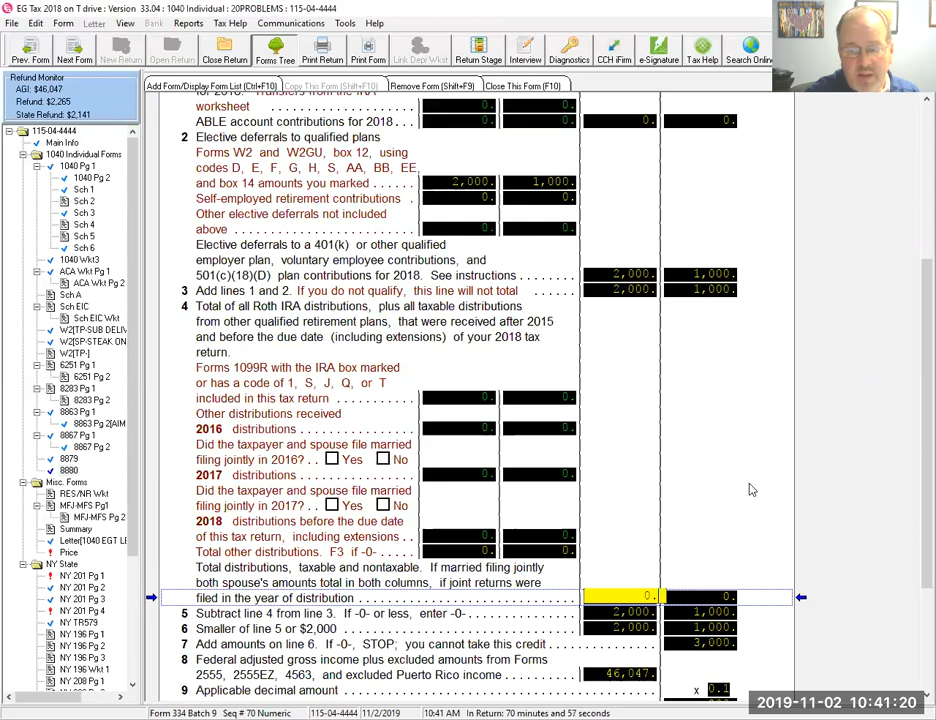 EG Tax 2018 on T drive : Version : 33.04 : 1040 Individual : 20PROBLEMS : 115-04-4444
File Edit Form Letter View Bank Reports Tax Help Communications Tools Help
Prev. Form Next Form New Return Open Return Close Return Forms Tree Print Return Print Form Link Dept Wkst Return Stage Interview Diagnostics CCH iFirm e-Signature Tax Help Search Online
Refund Monitor
AGI: $46,047
Refund: $2,265
State Refund: $2,141
Add Form/Display Form List (Ctrl+F10) Copy This Form (Shift+F10) Remove Form (Shift+F9) Close This Form (F10)
115-04-4444
Main Info
1040 Individual Forms
1040 Pg 1
1040 Pg 2
Sch 1
Sch 2
Sch 3
Sch 4
Sch 5
Sch 6
1040 Wkt3
ACA Wkt Pg 1
ACA Wkt Pg 2
Sch A
Sch EIC
Sch EIC Wkt
W2[TP-SUB DELIV
W2[SP-STEAK ON
W2[TP-]
6251 Pg 1
6251 Pg 2
8283 Pg 1
8283 Pg 2
8863 Pg 1
8863 Pg 2[AIM
8867 Pg 1
8867 Pg 2
8879
8880
Misc. Forms
RES/NR Wkt
MFJ-MFS Pg1
MFJ-MFS Pg 2
Summary
Letter[1040 EGT LE
Price
NY State
NY 201 Pg 1
NY 201 Pg 2
NY 201 Pg 3
NY 201 Pg 4
NY TR579
NY 196 Pg 1
NY 196 Pg 2
NY 196 Pg 3
NY 196 Wkt 1
worksheet 0. 0.
ABLE account contributions for 2018 . . . 0. 0. 0. 0.
2 Elective deferrals to qualified plans
Forms W2 and W2GU, box 12, using
codes D, E, F, G, H, S, AA, BB, EE,
and box 14 amounts you marked 2,000. 1,000.
Self-employed retirement contributions . 0. 0.
Other elective deferrals not included
above 0. 0.
Elective deferrals to a 401(k) or other qualified
employer plan, voluntary employee contributions, and
501(c)(18)(D) plan contributions for 2018. See instructions 2,000. 1,000.
3 Add lines 1 and 2. If you do not qualify, this line will not total 2,000. 1,000.
4 Total of all Roth IRA distributions, plus all taxable distributions
from other qualified retirement plans, that were received after 2015
and before the due date (including extensions) of your 2018 tax
return.
Forms 1099R with the IRA box marked
or has a code of 1, S, J, Q, or T
included in this tax return 0. 0.
Other distributions received
2016 distributions 0. 0.
Did the taxpayer and spouse file married
filing jointly in 2016? . . Yes No
2017 distributions 0. 0.
Did the taxpayer and spouse file married
filing jointly in 2017? . . Yes No
2018 distributions before the due date
of this tax return, including extensions 0. 0.
Total other distributions. F3 if -0- 0. 0.
Total distributions, taxable and nontaxable. If married filing jointly
both spouse's amounts total in both columns, if joint returns were
filed in the year of distribution 0. 0.
5 Subtract line 4 from line 3. If -0- or less, enter -0- 2,000. 1,000.
6 Smaller of line 5 or $2,000 2,000. 1,000.
7 Add amounts on line 6. If -0-, STOP; you cannot take this credit 3,000.
8 Federal adjusted gross income plus excluded amounts from Forms
2555, 2555EZ, 4563, and excluded Puerto Rico income 46,047.
9 Applicable decimal amount x 0.1
2019-11-02 10:41:20
Form 334 Batch 9 Seq # 70 Numeric 115-04-4444 11/2/2019 10:41 AM In Return: 70 minutes and 57 seconds